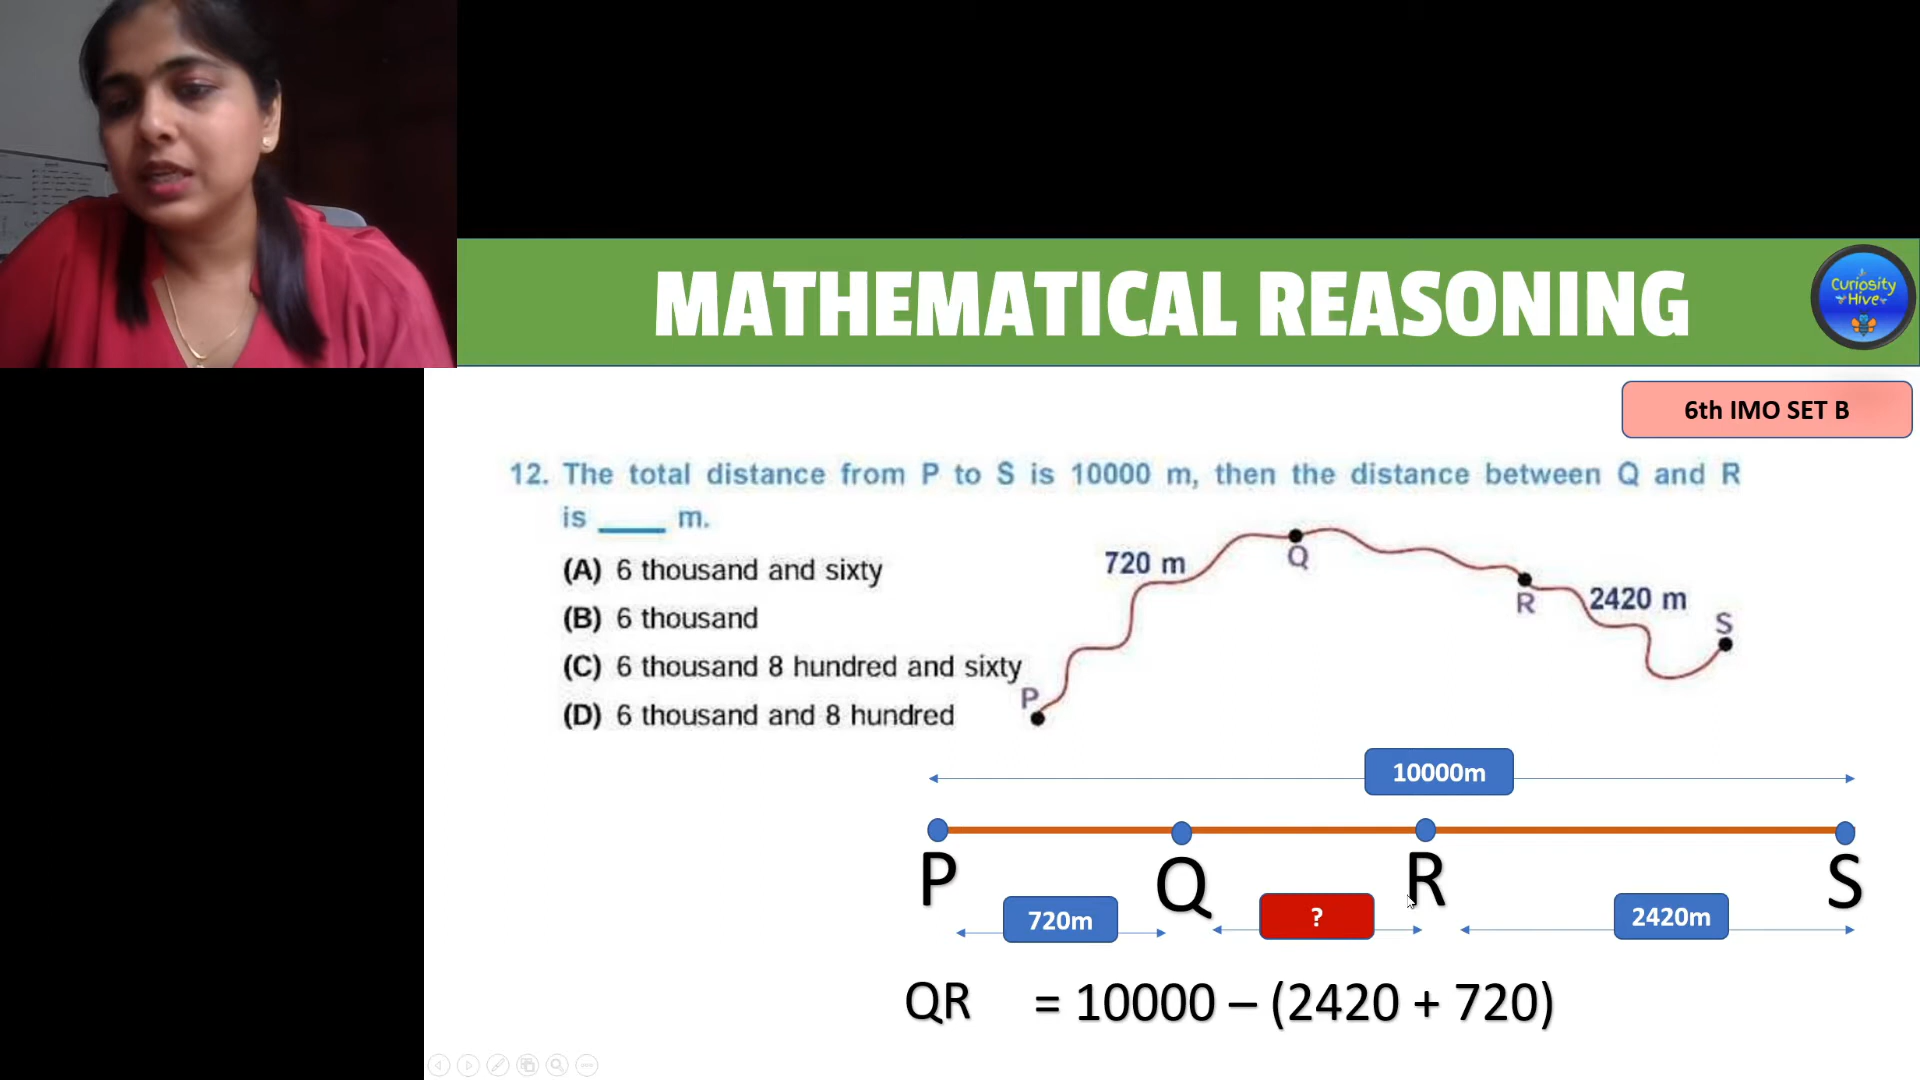 MATHEMATICAL REASONING
Curiosity
Hive
6th IMO SET B
12. The total distance from P to S is 10000 m, then the distance between Q and R
is ____ m.
(A) 6 thousand and sixty
(B) 6 thousand
(C) 6 thousand 8 hundred and sixty
(D) 6 thousand and 8 hundred
720 m
Q
R
2420 m
S
P
10000m
P
Q
R
S
720m
?
2420m
QR = 10000 – (2420 + 720)